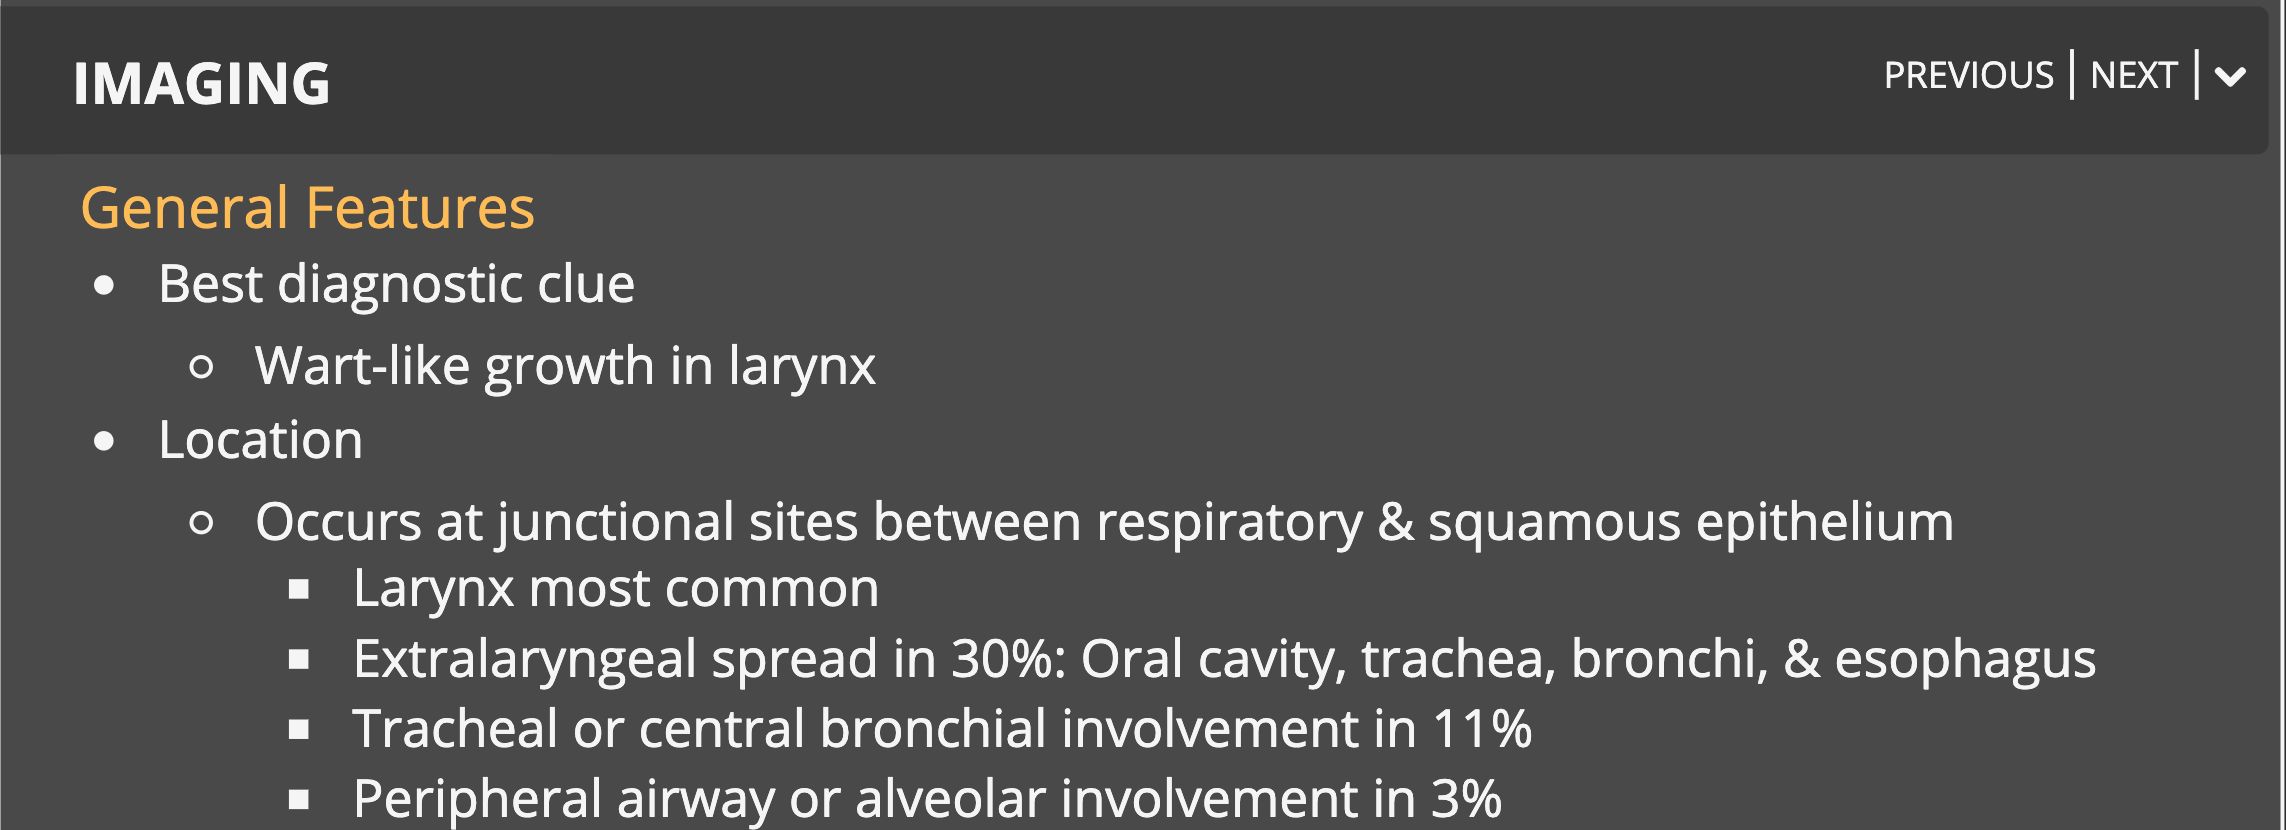 IMAGING
PREVIOUS | NEXT |
General Features
• Best diagnostic clue
○ Wart-like growth in larynx
• Location
○ Occurs at junctional sites between respiratory & squamous epithelium
▪ Larynx most common
▪ Extralaryngeal spread in 30%: Oral cavity, trachea, bronchi, & esophagus
▪ Tracheal or central bronchial involvement in 11%
▪ Peripheral airway or alveolar involvement in 3%